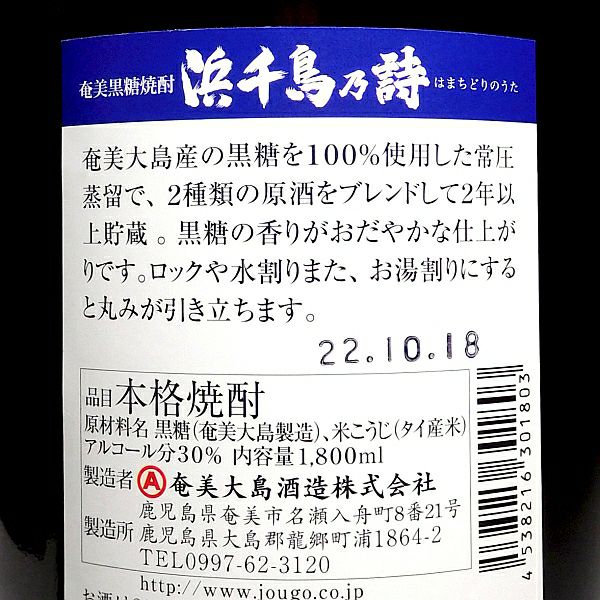 奄美黒糖焼酎 浜千鳥乃詩 はまちどりのうた
奄美大島産の黒糖を100%使用した常圧
蒸留で、2種類の原酒をブレンドして2年以
上貯蔵。黒糖の香りがおだやかな仕上が
りです。ロックや水割りまた、お湯割りにする
と丸みが引き立ちます。
22.10.18
品目 本格焼酎
原材料名 黒糖(奄美大島製造)、米こうじ(タイ産米)
アルコール分30% 内容量1,800ml
製造者 A 奄美大島酒造株式会社
鹿児島県奄美市名瀬入舟町8番21号
製造所 鹿児島県大島郡龍郷町浦1864-2
TEL0997-62-3120
http://www.jougo.co.jp
4538216301803